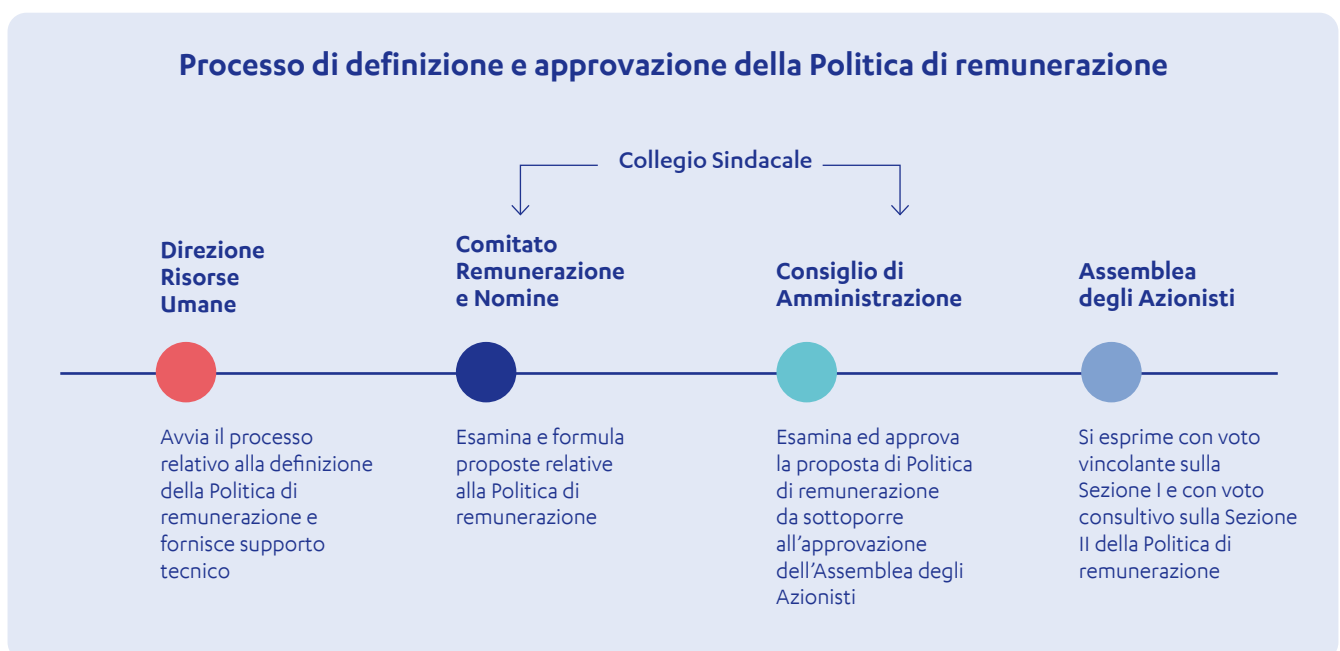 Processo di definizione e approvazione della Politica di remunerazione
Collegio Sindacale
Direzione
Risorse
Umane
Avvia il processo
relativo alla definizione
della Politica di
remunerazione e
fornisce supporto
tecnico
Comitato
Remunerazione
e Nomine
Esamina e formula
proposte relative
alla Politica di
remunerazione
Consiglio di
Amministrazione
Esamina ed approva
la proposta di Politica
di remunerazione
da sottoporre
all’approvazione
dell’Assemblea degli
Azionisti
Assemblea
degli Azionisti
Si esprime con voto
vincolante sulla
Sezione I e con voto
consultivo sulla Sezione
II della Politica di
remunerazione